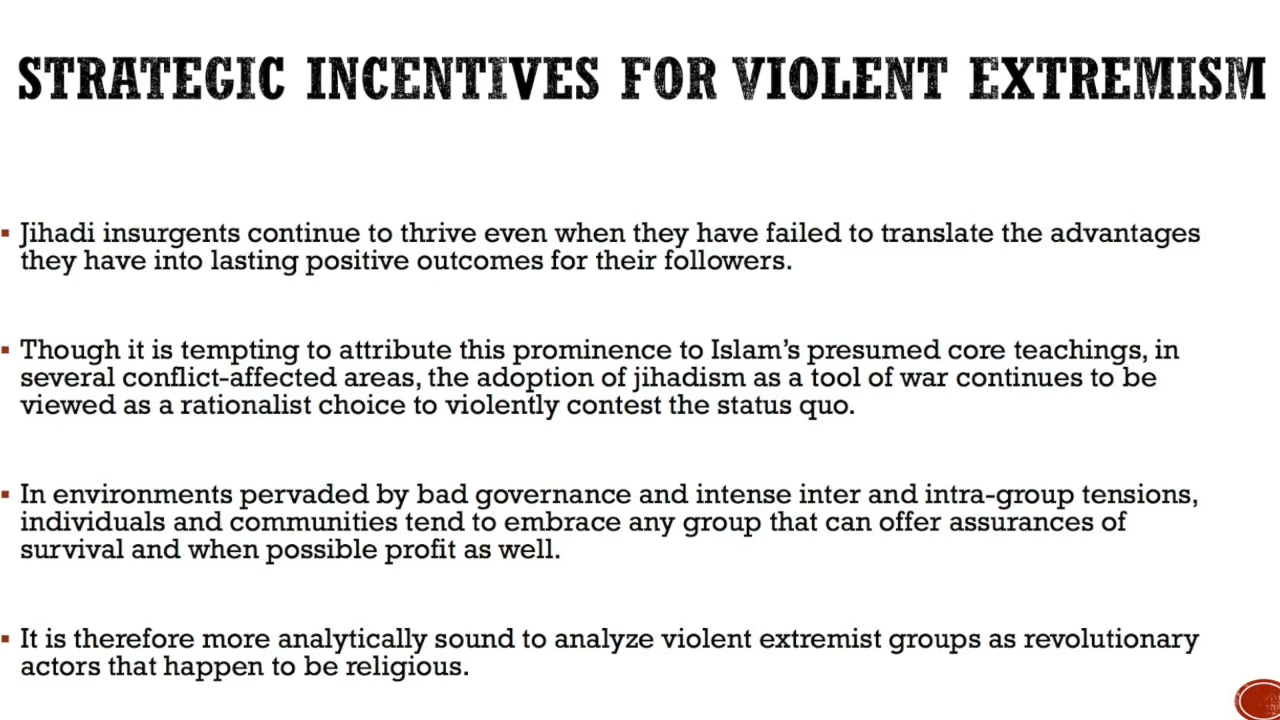 STRATEGIC INCENTIVES FOR VIOLENT EXTREMISM
▪ Jihadi insurgents continue to thrive even when they have failed to translate the advantages
they have into lasting positive outcomes for their followers.
▪ Though it is tempting to attribute this prominence to Islam's presumed core teachings, in
several conflict-affected areas, the adoption of jihadism as a tool of war continues to be
viewed as a rationalist choice to violently contest the status quo.
▪ In environments pervaded by bad governance and intense inter and intra-group tensions,
individuals and communities tend to embrace any group that can offer assurances of
survival and when possible profit as well.
▪ It is therefore more analytically sound to analyze violent extremist groups as revolutionary
actors that happen to be religious.